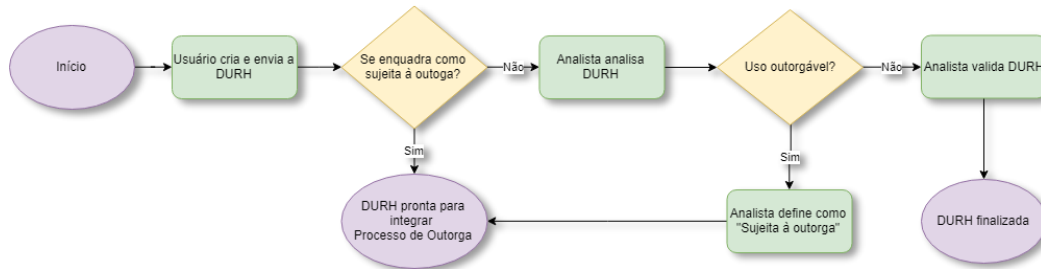 Início
Usuário cria e envia a
DURH
Se enquadra como
sujeita à outoga?
Não
Analista analisa
DURH
Uso outorgável?
Não
Analista valida DURH
Sim
Sim
DURH pronta para
integrar
Processo de Outorga
Analista define como
"Sujeita à outorga"
DURH finalizada